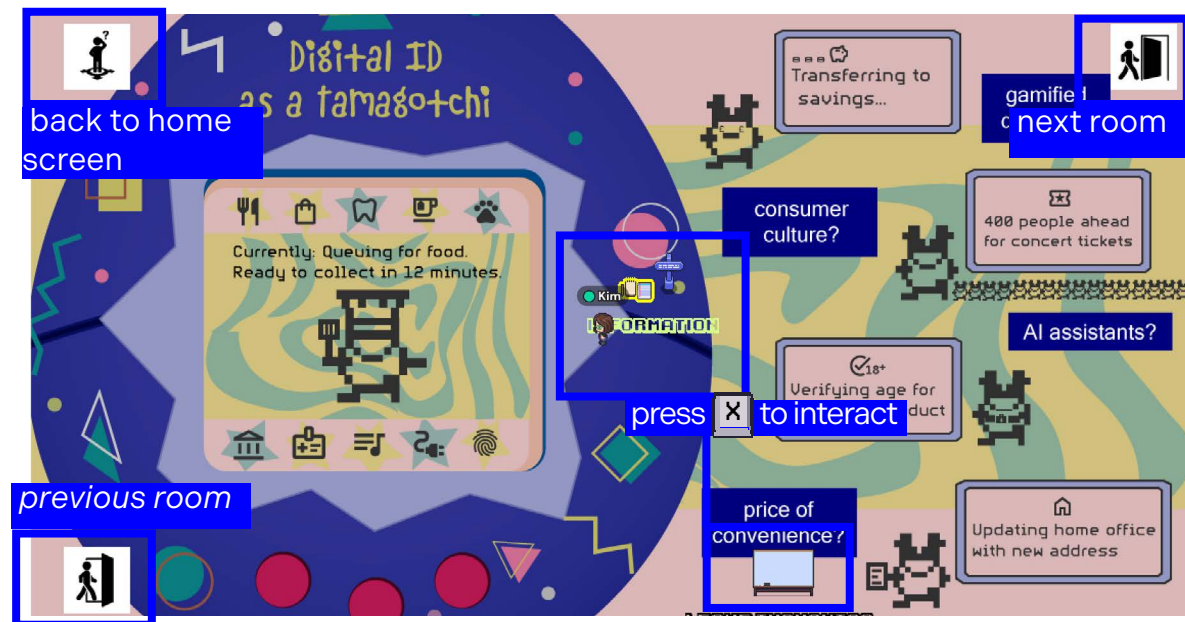 ?
back to home
screen
Digital ID
as a tamagotchi
Currently: Queuing for food.
Ready to collect in 12 minutes.
previous room
Kim
INFORMATION
press X to interact
Transferring to
savings...
gamified
next room
consumer
culture?
400 people ahead
for concert tickets
AI assistants?
18+
Verifying age for
price of
convenience?
Updating home office
with new address